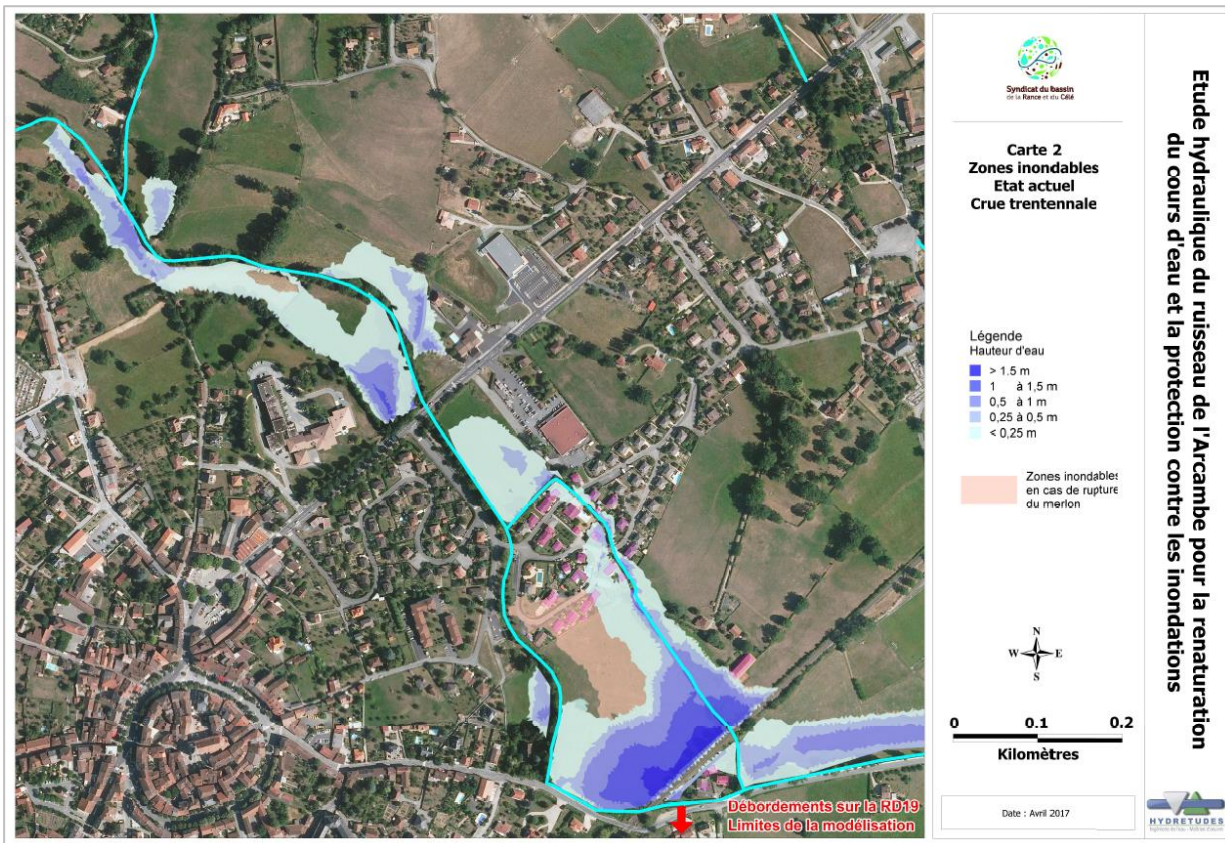 Syndicat du bassin
de la Rance et du Célé
Carte 2
Zones inondables
Etat actuel
Crue trentennale
Légende
Hauteur d'eau
> 1.5 m
1 à 1,5 m
0,5 à 1 m
0,25 à 0,5 m
< 0,25 m
Zones inondables
en cas de rupture
du merlon
N
W E
S
0 0.1 0.2
Kilomètres
Date : Avril 2017
Etude hydraulique du ruisseau de l'Arcambe pour la renaturation
du cours d'eau et la protection contre les inondations
HYDRETUDES
Débordements sur la RD19
Limites de la modélisation